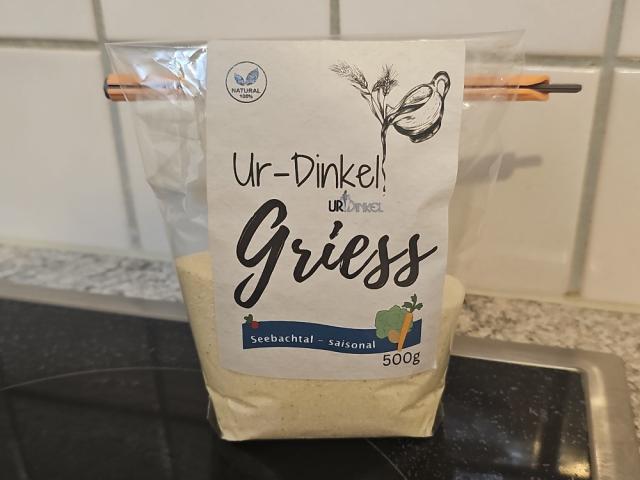 NATURAL
100%
Ur-Dinkel
URDINKEL
Griess
Seebachtal - saisonal
500g